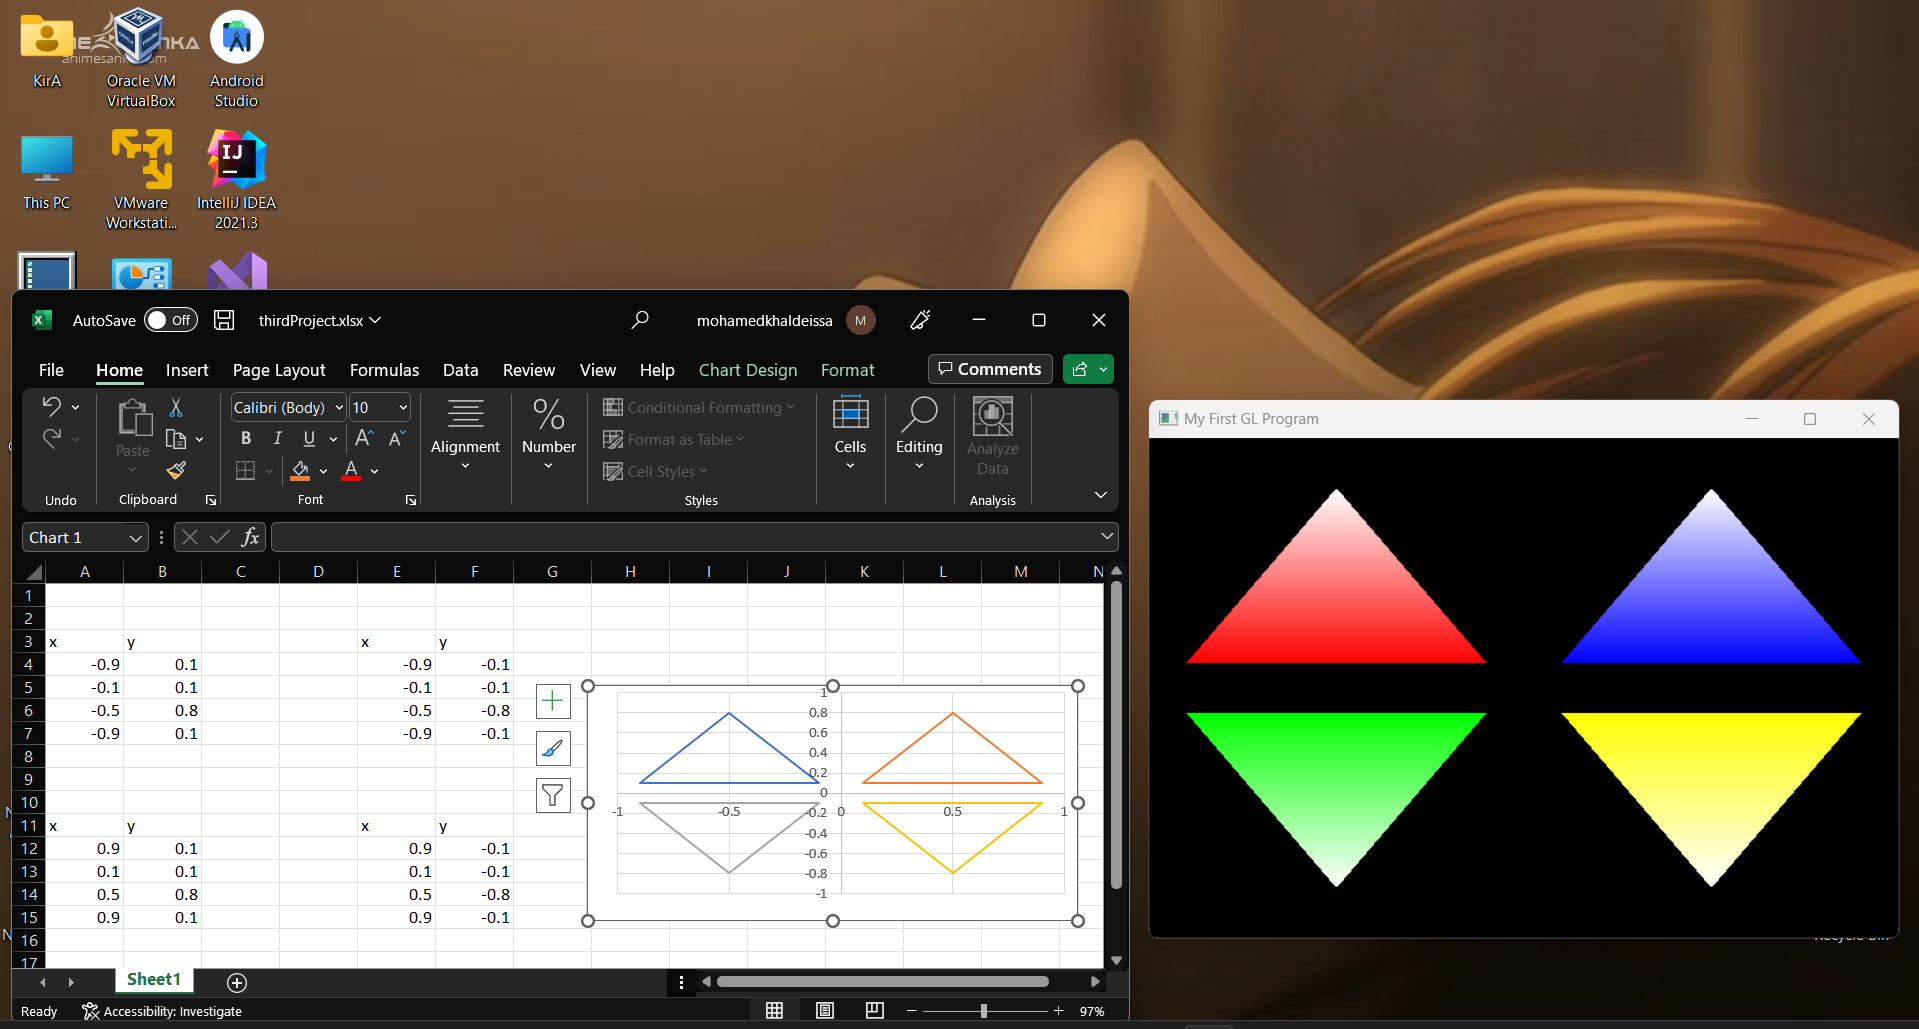 KirA
animesanka.com
Oracle VM
VirtualBox
Android
Studio
This PC
VMware
Workstati...
IJ
IntelliJ IDEA
2021.3
AutoSave
Off
thirdProject.xlsx
mohamedkhaldeissa
M
File
Home
Insert
Page Layout
Formulas
Data
Review
View
Help
Chart Design
Format
Comments
Paste
Calibri (Body)
10
B I U A A
A
Alignment
Number
Conditional Formatting
Format as Table
Cell Styles
Cells
Editing
Analyze
Data
Undo
Clipboard
Font
Styles
Analysis
Chart 1
fx
A B C D E F G H I J K L M N
1
2
3 x y x y
4 -0.9 0.1 -0.9 -0.1
5 -0.1 0.1 -0.1 -0.1
6 -0.5 0.8 -0.5 -0.8
7 -0.9 0.1 -0.9 -0.1
8
9
10
11 x y x y
12 0.9 0.1 0.9 -0.1
13 0.1 0.1 0.1 -0.1
14 0.5 0.8 0.5 -0.8
15 0.9 0.1 0.9 -0.1
16
17
1
0.8
0.6
0.4
0.2
0
-1 -0.5 -0.2 0 0.5 1
-0.4
-0.6
-0.8
-1
Sheet1
Ready
Accessibility: Investigate
97%
My First GL Program